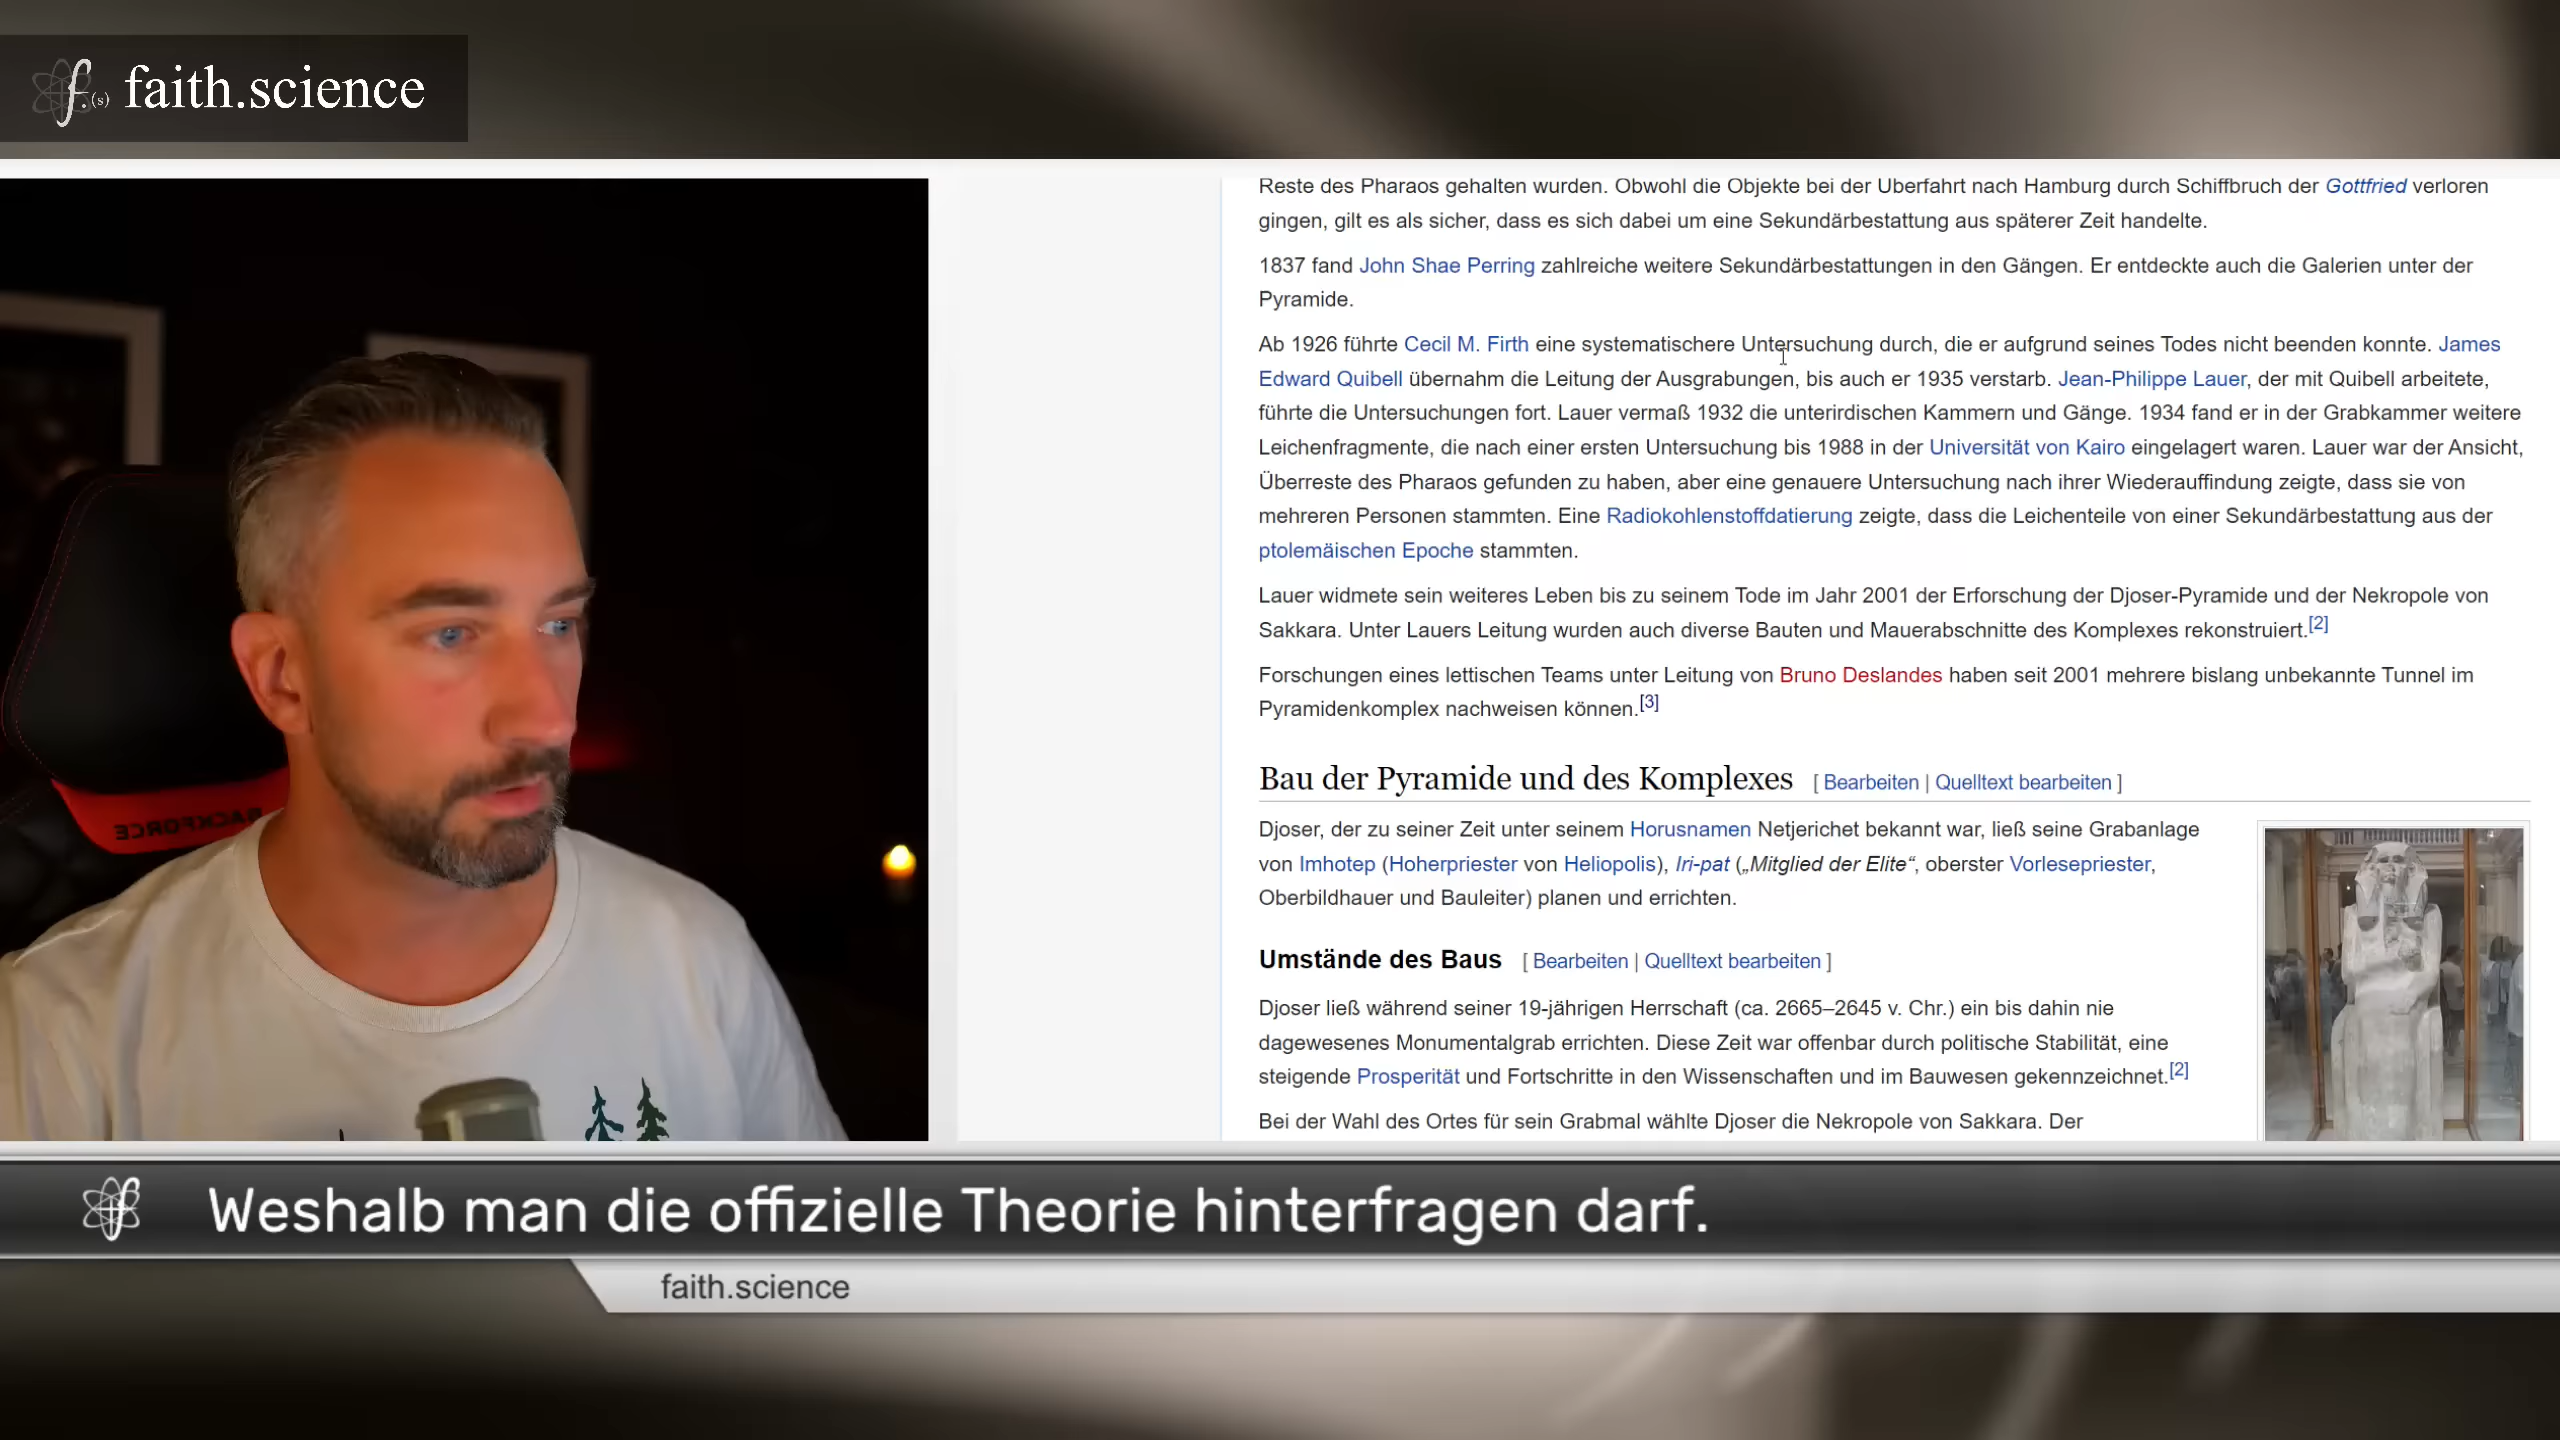 faith.science
Reste des Pharaos gehalten wurden. Obwohl die Objekte bei der Überfahrt nach Hamburg durch Schiffbruch der Gottfried verloren
gingen, gilt es als sicher, dass es sich dabei um eine Sekundärbestattung aus späterer Zeit handelte.
1837 fand John Shae Perring zahlreiche weitere Sekundärbestattungen in den Gängen. Er entdeckte auch die Galerien unter der
Pyramide.
Ab 1926 führte Cecil M. Firth eine systematischere Untersuchung durch, die er aufgrund seines Todes nicht beenden konnte. James
Edward Quibell übernahm die Leitung der Ausgrabungen, bis auch er 1935 verstarb. Jean-Philippe Lauer, der mit Quibell arbeitete,
führte die Untersuchungen fort. Lauer vermaß 1932 die unterirdischen Kammern und Gänge. 1934 fand er in der Grabkammer weitere
Leichenfragmente, die nach einer ersten Untersuchung bis 1988 in der Universität von Kairo eingelagert waren. Lauer war der Ansicht,
Überreste des Pharaos gefunden zu haben, aber eine genauere Untersuchung nach ihrer Wiederauffindung zeigte, dass sie von
mehreren Personen stammten. Eine Radiokohlenstoffdatierung zeigte, dass die Leichenteile von einer Sekundärbestattung aus der
ptolemäischen Epoche stammten.
Lauer widmete sein weiteres Leben bis zu seinem Tode im Jahr 2001 der Erforschung der Djoser-Pyramide und der Nekropole von
Sakkara. Unter Lauers Leitung wurden auch diverse Bauten und Mauerabschnitte des Komplexes rekonstruiert.[2]
Forschungen eines lettischen Teams unter Leitung von Bruno Deslandes haben seit 2001 mehrere bislang unbekannte Tunnel im
Pyramidenkomplex nachweisen können.[3]
Bau der Pyramide und des Komplexes [ Bearbeiten | Quelltext bearbeiten ]
Djoser, der zu seiner Zeit unter seinem Horusnamen Netjerichet bekannt war, ließ seine Grabanlage
von Imhotep (Hoherpriester von Heliopolis), Iri-pat („Mitglied der Elite“, oberster Vorlesepriester,
Oberbildhauer und Bauleiter) planen und errichten.
Umstände des Baus [ Bearbeiten | Quelltext bearbeiten ]
Djoser ließ während seiner 19-jährigen Herrschaft (ca. 2665–2645 v. Chr.) ein bis dahin nie
dagewesenes Monumentalgrab errichten. Diese Zeit war offenbar durch politische Stabilität, eine
steigende Prosperität und Fortschritte in den Wissenschaften und im Bauwesen gekennzeichnet.[2]
Bei der Wahl des Ortes für sein Grabmal wählte Djoser die Nekropole von Sakkara. Der
BACKFORCE
Weshalb man die offizielle Theorie hinterfragen darf.
faith.science